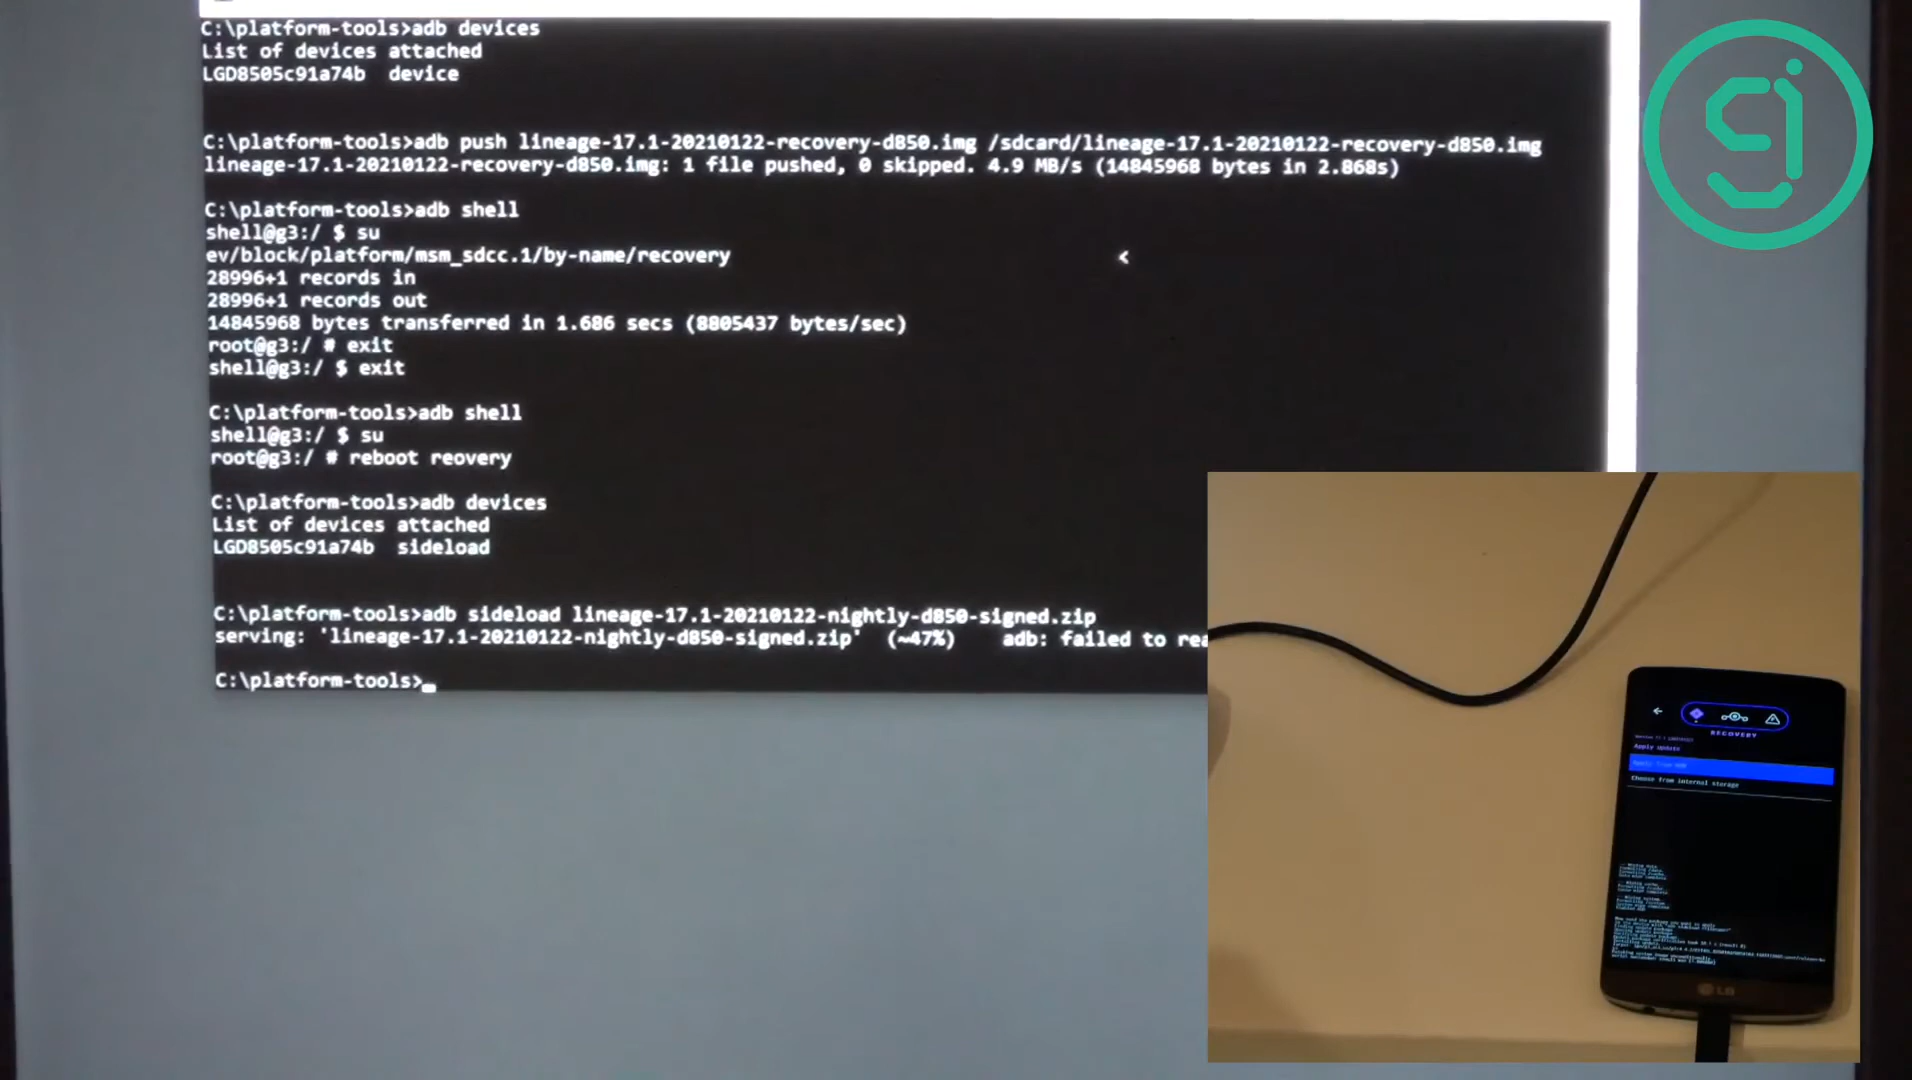 C:\platform-tools>adb devices
List of devices attached
LGD8505c91a74b device
C:\platform-tools>adb push lineage-17.1-20210122-recovery-d850.img /sdcard/lineage-17.1-20210122-recovery-d850.img
lineage-17.1-20210122-recovery-d850.img: 1 file pushed, 0 skipped. 4.9 MB/s (14845968 bytes in 2.868s)
C:\platform-tools>adb shell
shell@g3:/ $ su
ev/block/platform/msm_sdcc.1/by-name/recovery <
28996+1 records in
28996+1 records out
14845968 bytes transferred in 1.686 secs (8805437 bytes/sec)
root@g3:/ # exit
shell@g3:/ $ exit
C:\platform-tools>adb shell
shell@g3:/ $ su
root@g3:/ # reboot reovery
C:\platform-tools>adb devices
List of devices attached
LGD8505c91a74b sideload
C:\platform-tools>adb sideload lineage-17.1-20210122-nightly-d850-signed.zip
serving: 'lineage-17.1-20210122-nightly-d850-signed.zip' (~47%) adb: failed to rea
C:\platform-tools>
gj
RECOVERY
Apply update
Apply from ADB
Choose from internal storage
LG